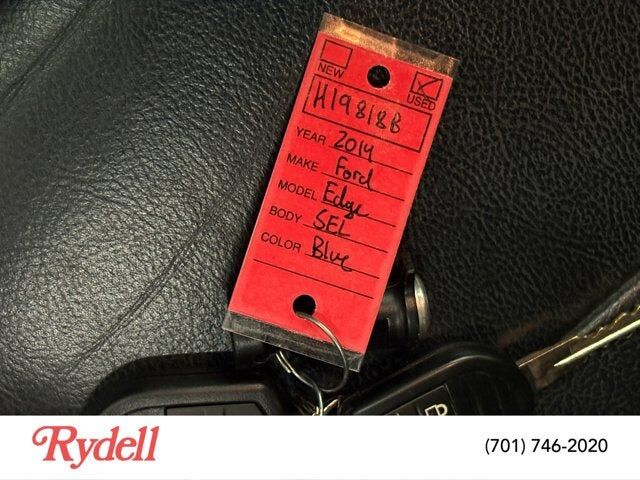 NEW
USED
H19818B
YEAR 2014
MAKE Ford
MODEL Edge
BODY SEL
COLOR Blue
Rydell
(701) 746-2020